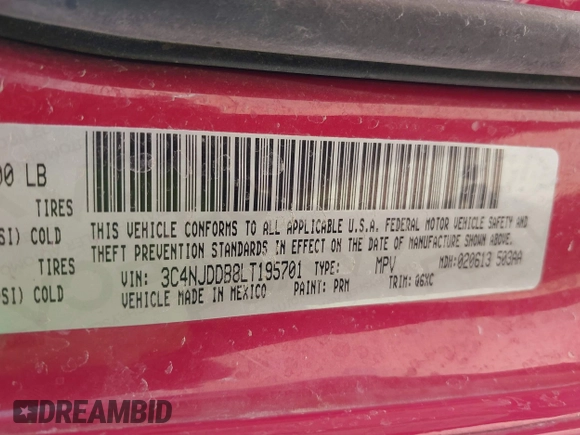 00 LB
TIRES
SI) COLD
TIRES
PSI) COLD
THIS VEHICLE CONFORMS TO ALL APPLICABLE U.S.A. FEDERAL MOTOR VEHICLE SAFETY AND
THEFT PREVENTION STANDARDS IN EFFECT ON THE DATE OF MANUFACTURE SHOWN ABOVE.
VIN: 3C4NJDDB8LT195701 TYPE: MPV MDH: 020613 503AA
VEHICLE MADE IN MEXICO PAINT: PRM TRIM: Q6XC
DREAMBID